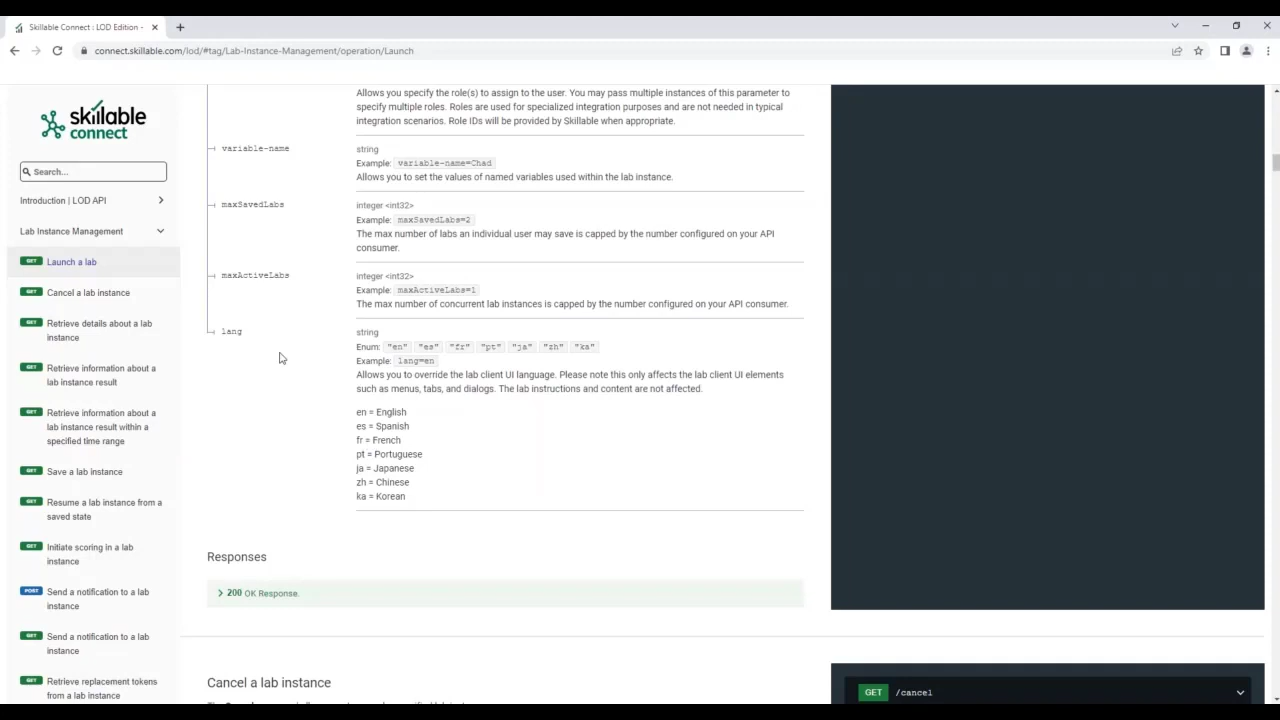 Skillable Connect : LOD Edition -
connect.skillable.com/lod/#tag/Lab-Instance-Management/operation/Launch
skillable
connect
Search...
Introduction | LOD API
Lab Instance Management
GET Launch a lab
GET Cancel a lab instance
GET Retrieve details about a lab
instance
GET Retrieve information about a
lab instance result
GET Retrieve information about a
lab instance result within a
specified time range
GET Save a lab instance
GET Resume a lab instance from a
saved state
GET Initiate scoring in a lab
instance
POST Send a notification to a lab
instance
GET Send a notification to a lab
instance
GET Retrieve replacement tokens
from a lab instance
Allows you specify the role(s) to assign to the user. You may pass multiple instances of this parameter to
specify multiple roles. Roles are used for specialized integration purposes and are not needed in typical
integration scenarios. Role IDs will be provided by Skillable when appropriate.
variable-name
string
Example: variable-name=Chad
Allows you to set the values of named variables used within the lab instance.
maxSavedLabs
integer <int32>
Example: maxSavedLabs=2
The max number of labs an individual user may save is capped by the number configured on your API
consumer.
maxActiveLabs
integer <int32>
Example: maxActiveLabs=1
The max number of concurrent lab instances is capped by the number configured on your API consumer.
lang
string
Enum: "en" "es" "fr" "pt" "ja" "zh" "ka"
Example: lang=en
Allows you to override the lab client UI language. Please note this only affects the lab client UI elements
such as menus, tabs, and dialogs. The lab instructions and content are not affected.
en = English
es = Spanish
fr = French
pt = Portuguese
ja = Japanese
zh = Chinese
ka = Korean
Responses
200 OK Response.
Cancel a lab instance
GET /cancel